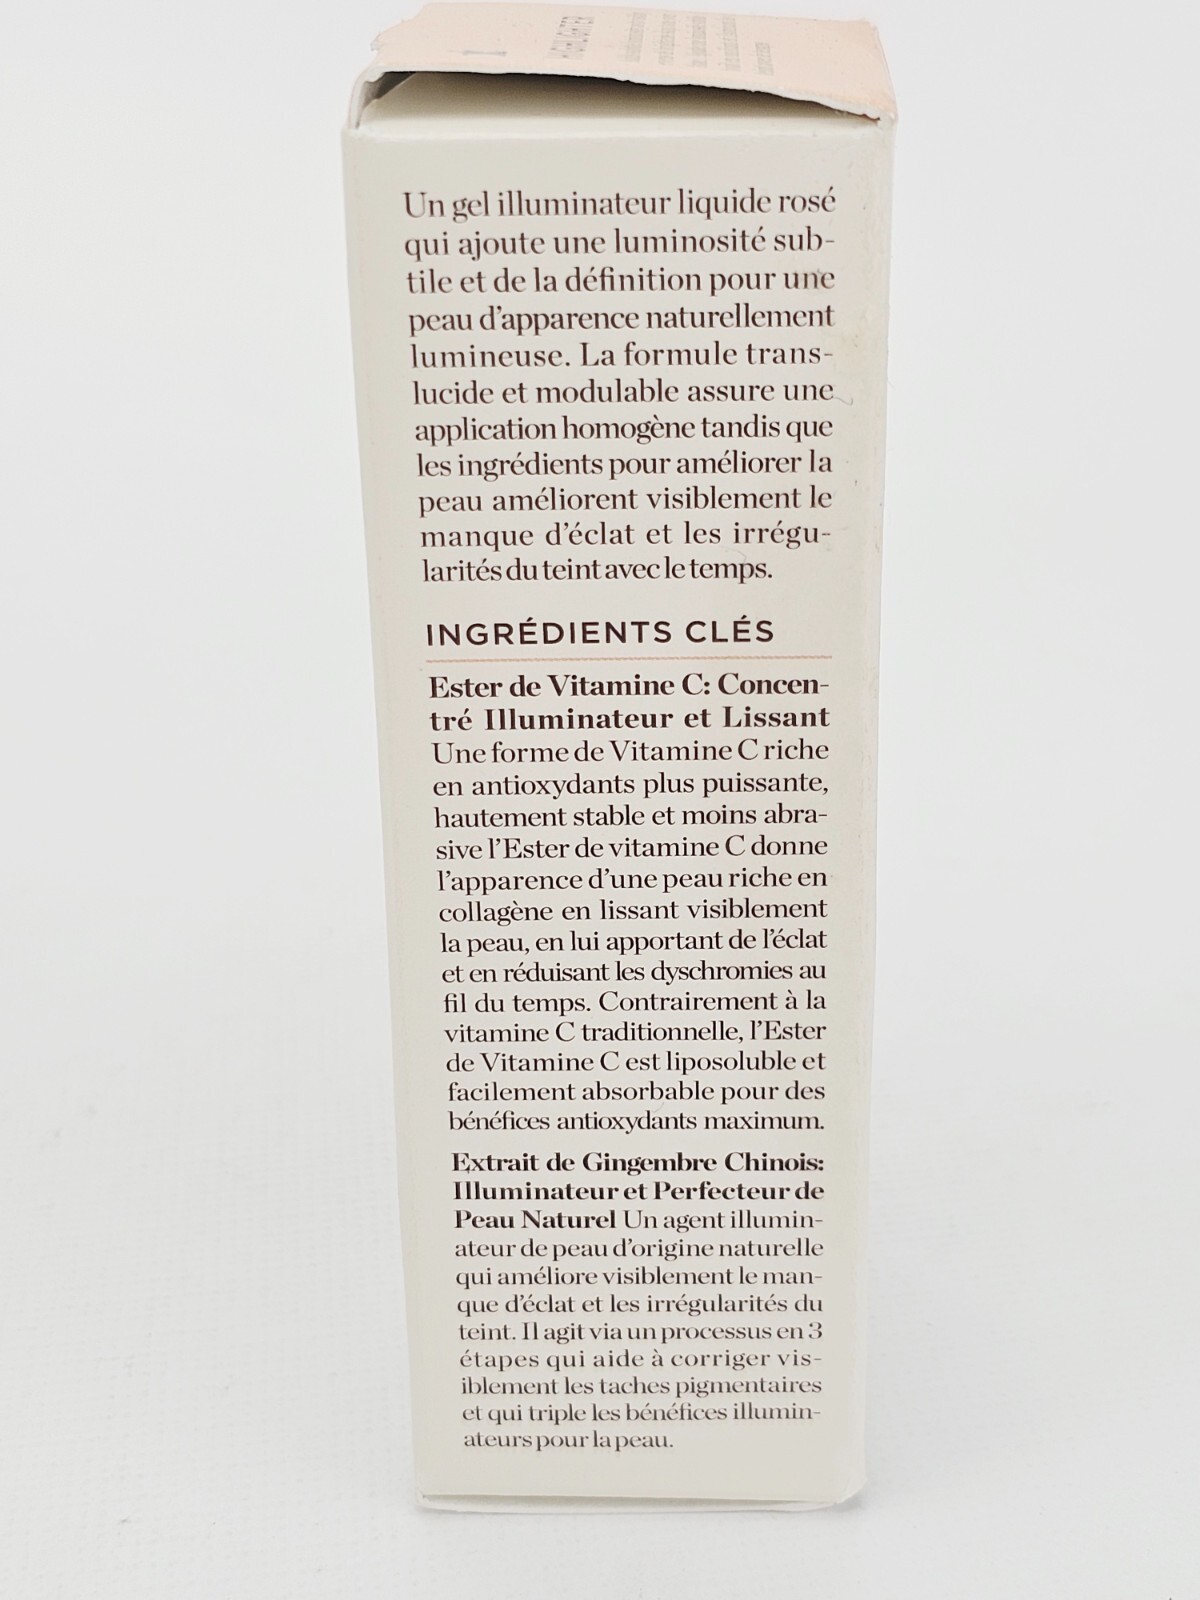 HIGHLIGHTER
Un gel illuminateur liquide rosé
qui ajoute une luminosité sub-
tile et de la définition pour une
peau d'apparence naturellement
lumineuse. La formule trans-
lucide et modulable assure une
application homogène tandis que
les ingrédients pour améliorer la
peau améliorent visiblement le
manque d'éclat et les irrégu-
larités du teint avec le temps.
INGRÉDIENTS CLÉS
Ester de Vitamine C: Concen-
tré Illuminateur et Lissant
Une forme de Vitamine C riche
en antioxydants plus puissante,
hautement stable et moins abra-
sive l'Ester de vitamine C donne
l'apparence d'une peau riche en
collagène en lissant visiblement
la peau, en lui apportant de l'éclat
et en réduisant les dyschromies au
fil du temps. Contrairement à la
vitamine C traditionnelle, l'Ester
de Vitamine C est liposoluble et
facilement absorbable pour des
bénéfices antioxydants maximum.
Extrait de Gingembre Chinois:
Illuminateur et Perfecteur de
Peau Naturel Un agent illumin-
ateur de peau d'origine naturelle
qui améliore visiblement le man-
que d'éclat et les irrégularités du
teint. Il agit via un processus en 3
étapes qui aide à corriger vis-
iblement les taches pigmentaires
et qui triple les bénéfices illumin-
ateurs pour la peau.